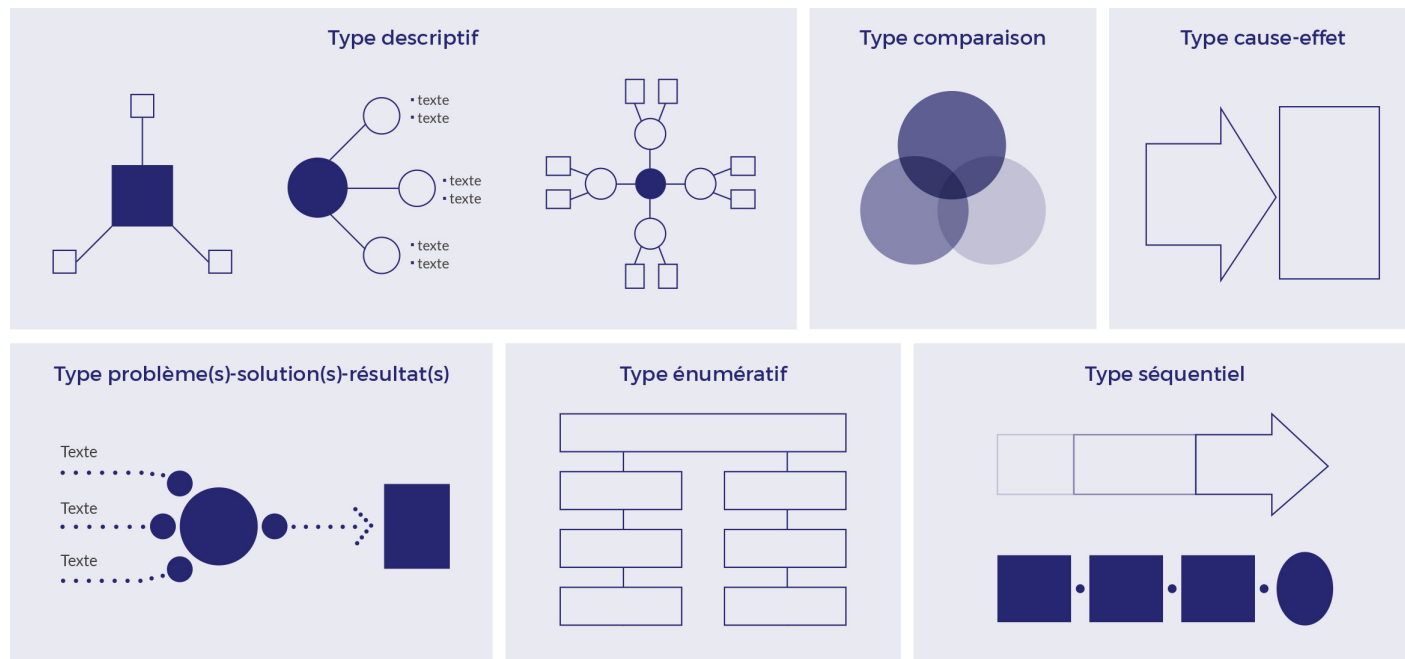 Type descriptif
• texte
• texte
• texte
• texte
• texte
• texte
Type comparaison
Type cause-effet
Type problème(s)-solution(s)-résultat(s)
Texte
Texte
Texte
Type énumératif
Type séquentiel